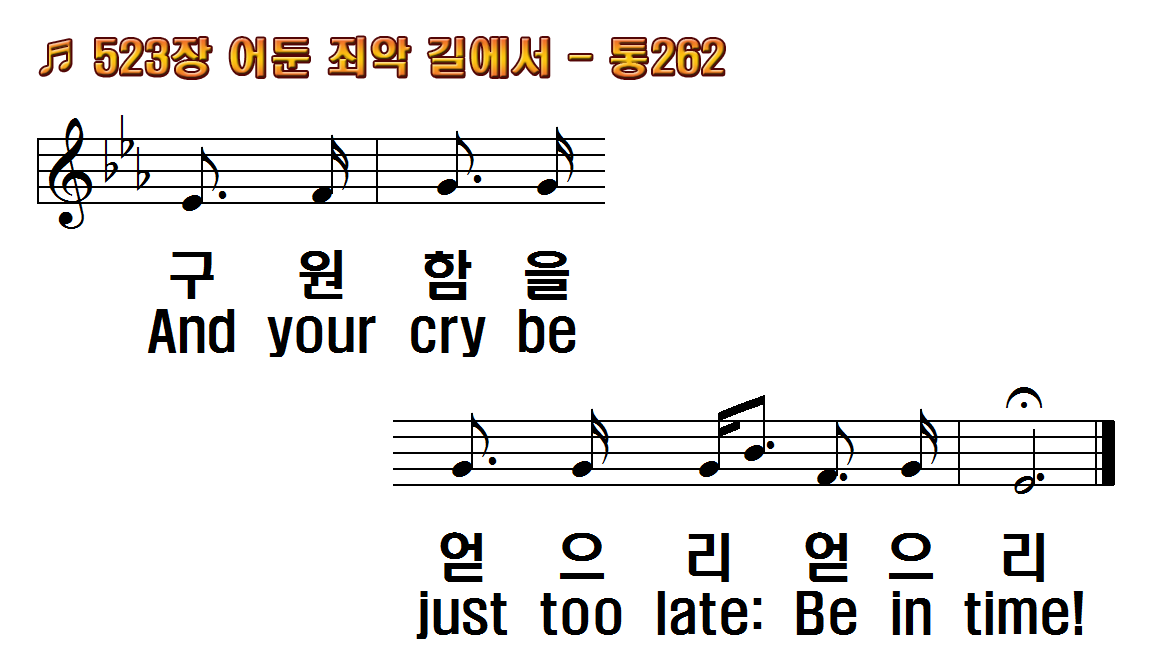 ♬ 523장 어둔 죄악 길에서 - 통262
구 원 함 을
And your cry be
얻 으 리 얻 으 리
just too late: Be in time!